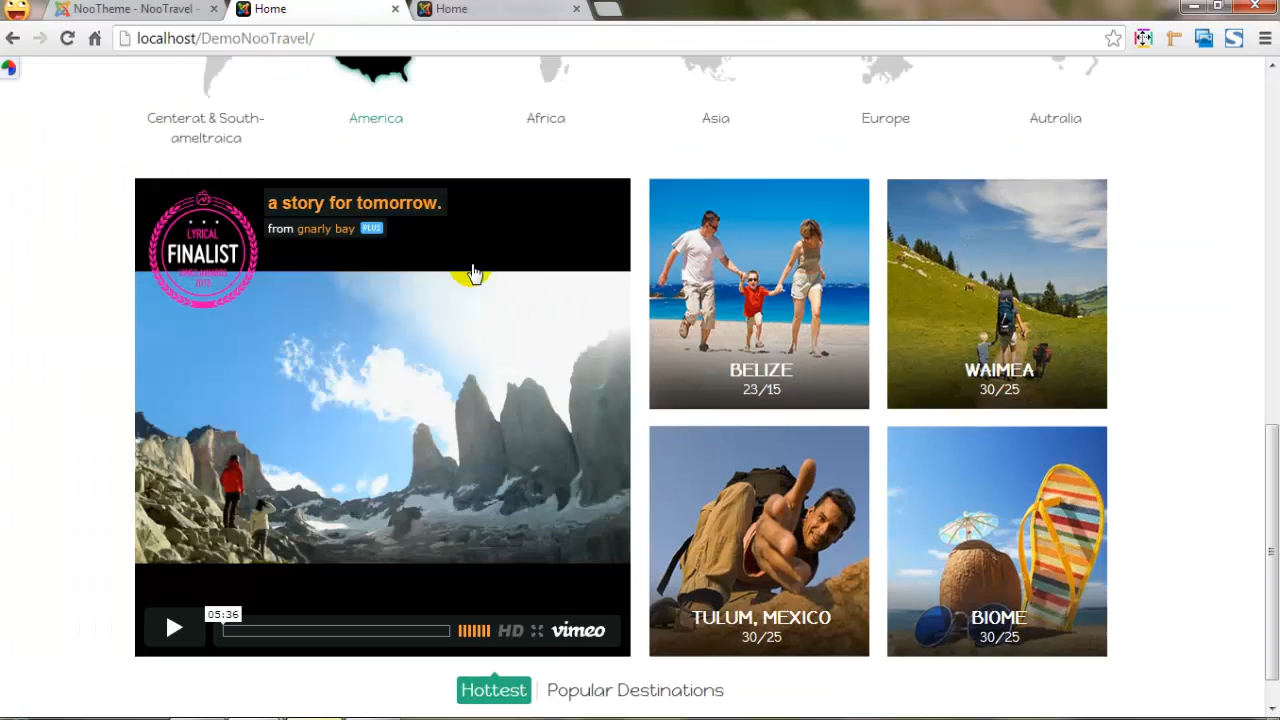 NooTheme - NooTravel -
Home
Home
localhost/DemoNooTravel/
Centerat & South-
ameltraica
America
Africa
Asia
Europe
Autralia
LYRICAL
FINALIST
2012
a story for tomorrow.
from gnarly bay PLUS
05:36
HD vimeo
BELIZE
23/15
WAIMEA
30/25
TULUM, MEXICO
30/25
BIOME
30/25
Hottest
Popular Destinations